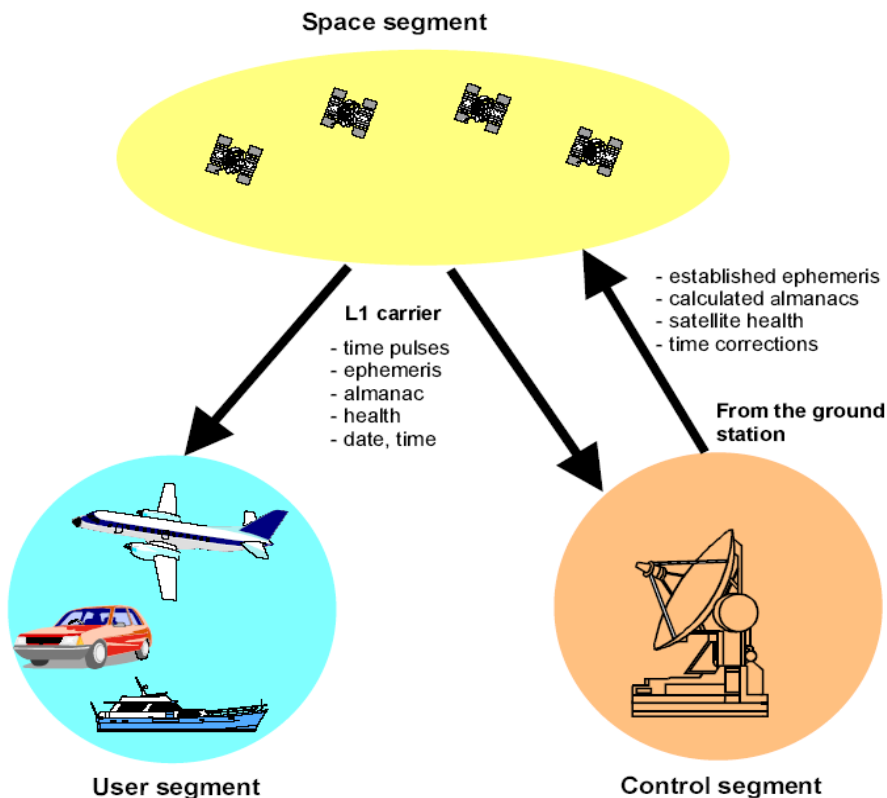 Space segment
L1 carrier
- time pulses
- ephemeris
- almanac
- health
- date, time
- established ephemeris
- calculated almanacs
- satellite health
- time corrections
From the ground
station
User segment
Control segment